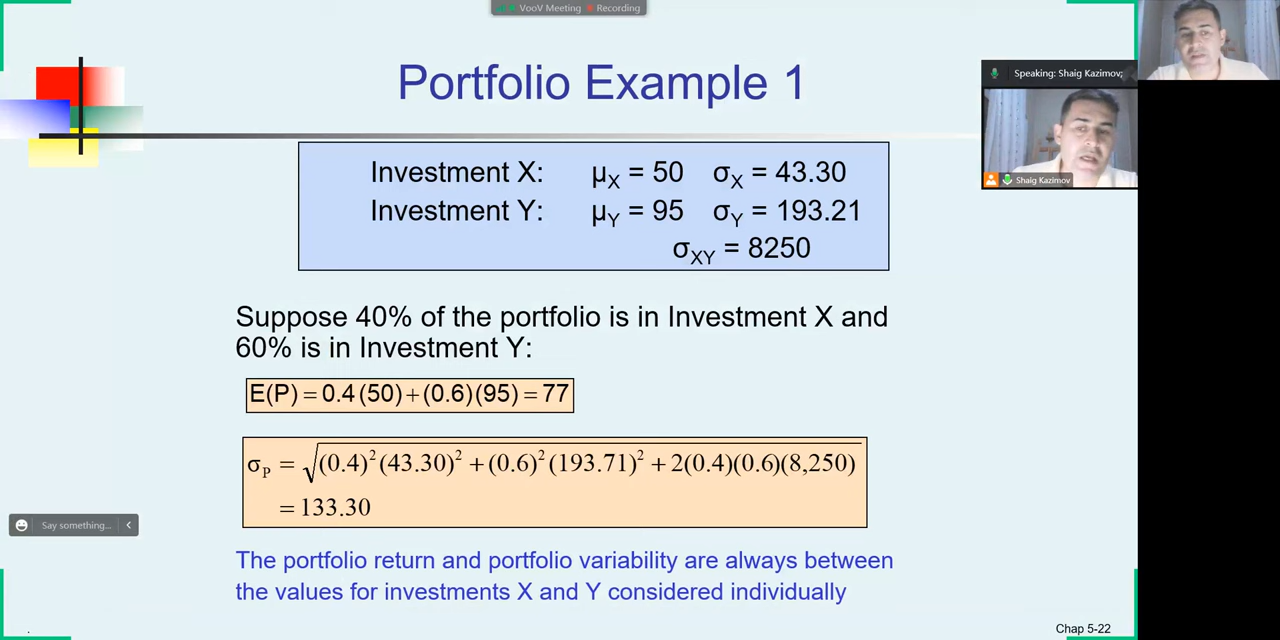 VooV Meeting Recording
Portfolio Example 1
Speaking: Shaig Kazimov;
Shaig Kazimov
Investment X: μX = 50 σX = 43.30
Investment Y: μY = 95 σY = 193.21
σXY = 8250
Suppose 40% of the portfolio is in Investment X and
60% is in Investment Y:
E(P) = 0.4 (50) + (0.6) (95) = 77
σP = √(0.4)² (43.30)² + (0.6)² (193.71)² + 2(0.4)(0.6)(8,250)
= 133.30
Say something...
The portfolio return and portfolio variability are always between
the values for investments X and Y considered individually
Chap 5-22